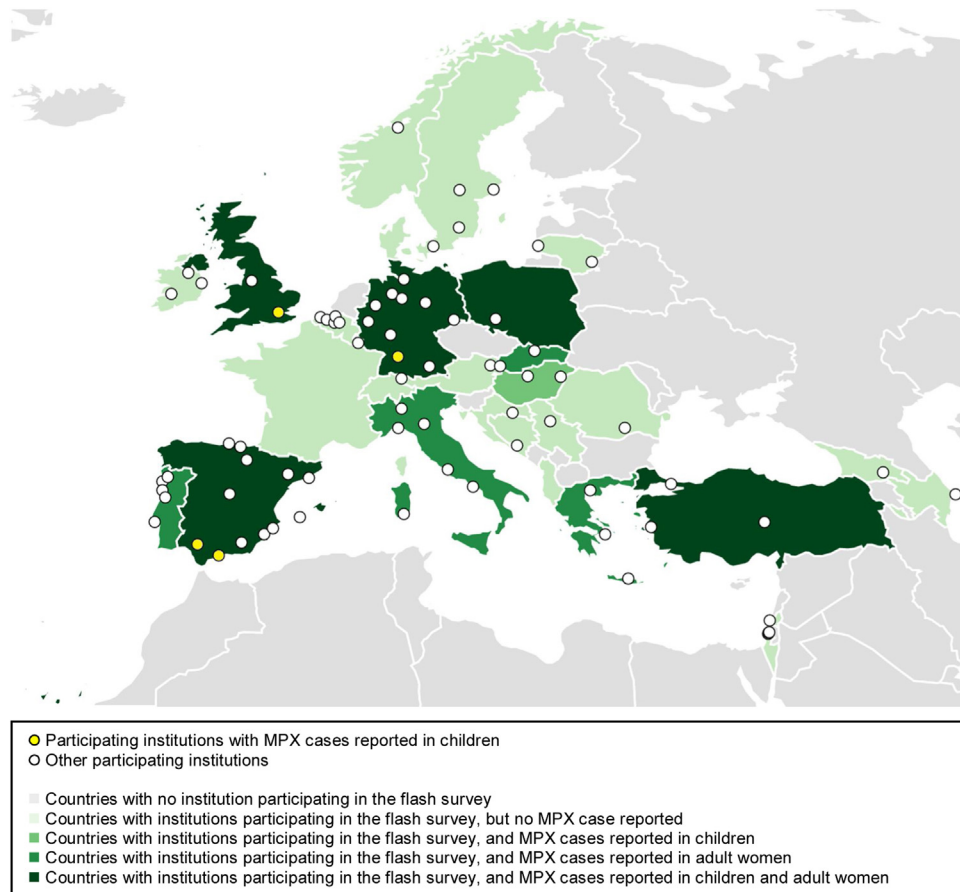 Participating institutions with MPX cases reported in children
Other participating institutions
Countries with no institution participating in the flash survey
Countries with institutions participating in the flash survey, but no MPX case reported
Countries with institutions participating in the flash survey, and MPX cases reported in children
Countries with institutions participating in the flash survey, and MPX cases reported in adult women
Countries with institutions participating in the flash survey, and MPX cases reported in children and adult women